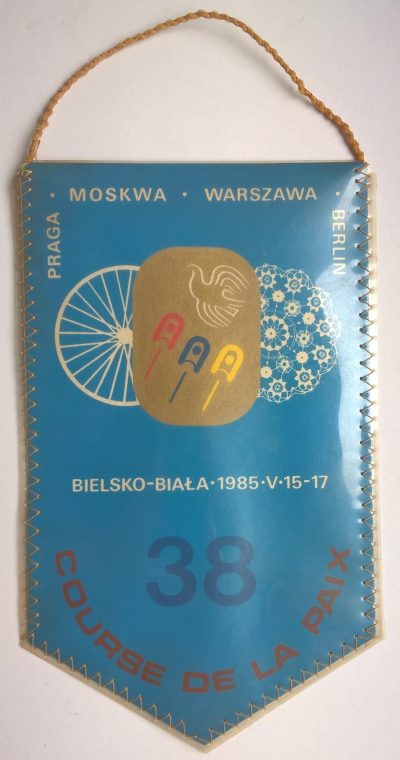 PRAGA · MOSKWA · WARSZAWA · BERLIN
BIELSKO-BIAŁA·1985·V·15-17
38
COURSE DE LA PAIX